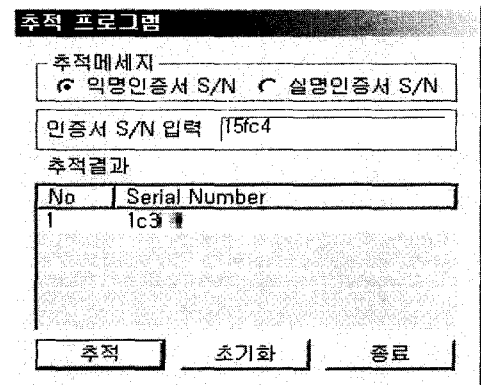 추적 프로그램
추적메세지
익명인증서 S/N 실명인증서 S/N
인증서 S/N 입력 15fc4
추적결과
No Serial Number
1
추적 초기화 종료